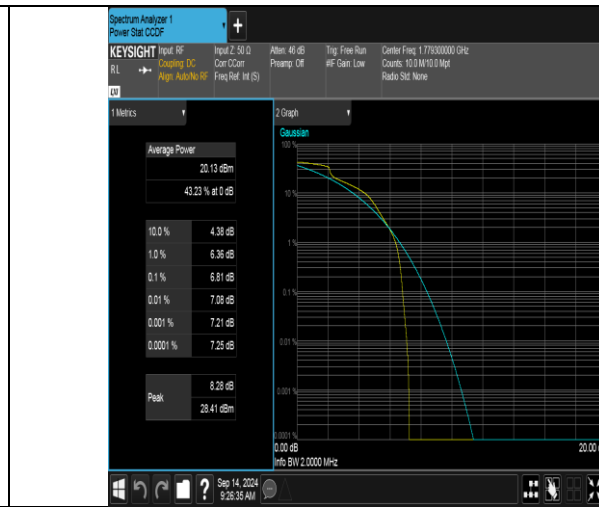 Spectrum Analyzer 1
Power Stat CCDF
+
KEYSIGHT
RL
Input: RF
Coupling: DC
Align: Auto/No RF
Input Z: 50 Ω
Corr CCorr
Freq Ref: Int (S)
Atten: 46 dB
Preamp: Off
Trig: Free Run
#IF Gain: Low
Center Freq: 1.779300000 GHz
Counts: 10.0 M/10.0 Mpt
Radio Std: None
LXI
1 Metrics
Average Power
20.13 dBm
43.23 % at 0 dB
10.0 % 4.38 dB
1.0 % 6.36 dB
0.1 % 6.81 dB
0.01 % 7.08 dB
0.001 % 7.21 dB
0.0001 % 7.25 dB
Peak
8.28 dB
28.41 dBm
2 Graph
Gaussian
100 %
10 %
1 %
0.1 %
0.01 %
0.001 %
0.0001 %
0.00 dB
20.00
Info BW 2.0000 MHz
?
Sep 14, 2024
9:26:35 AM